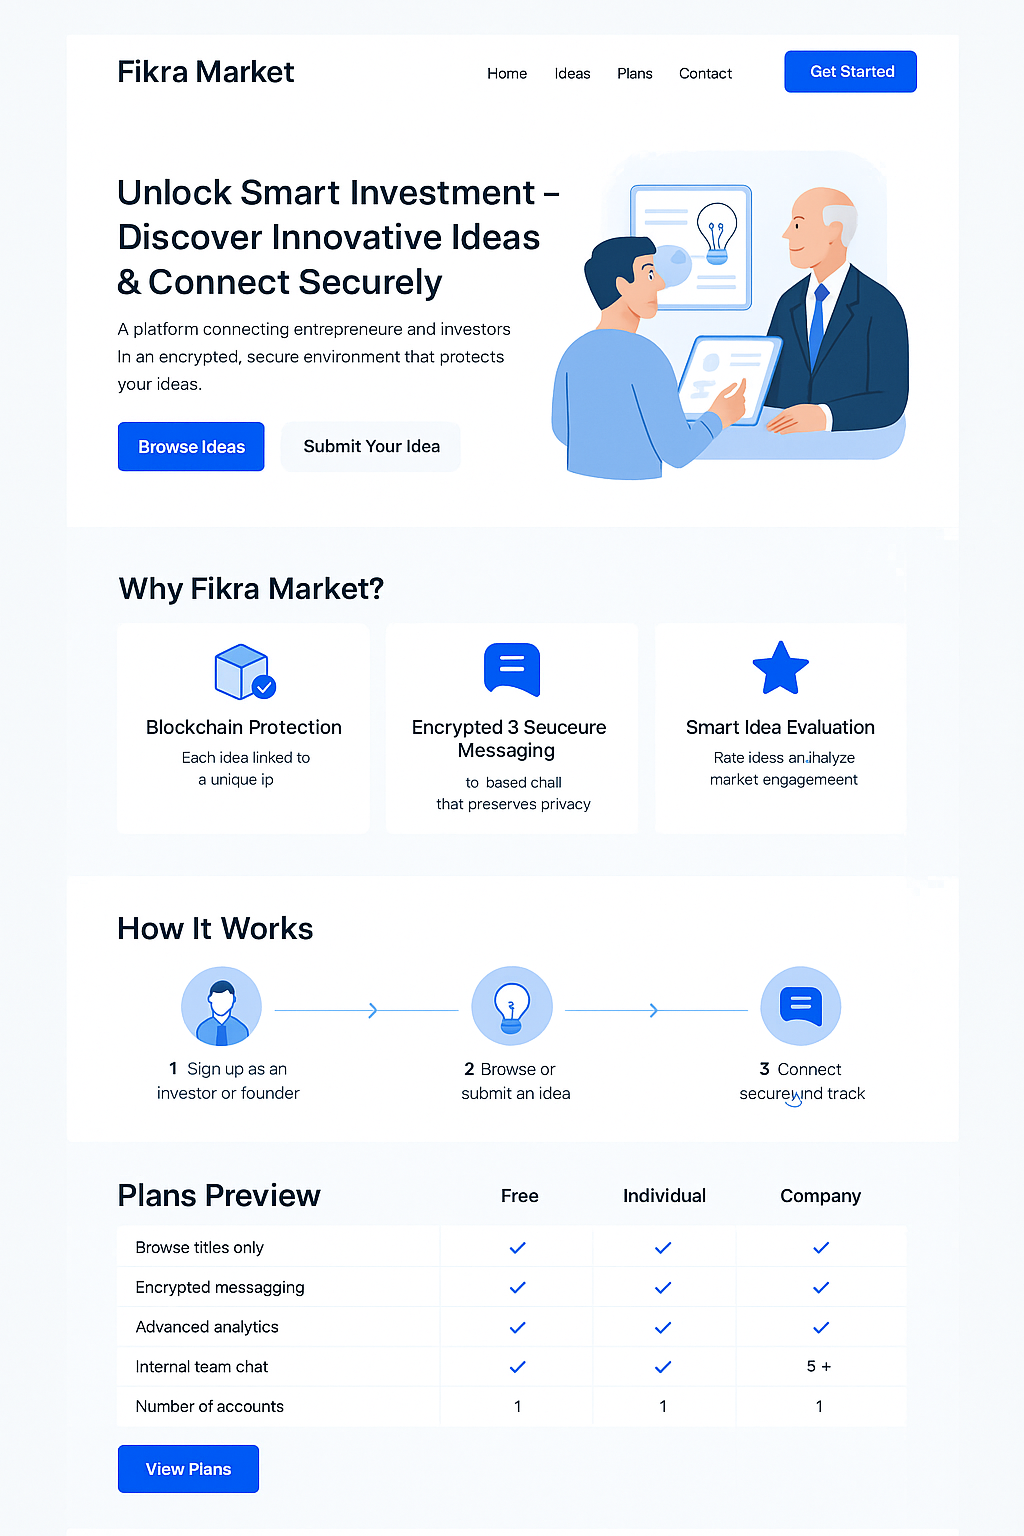 Fikra Market
Home Ideas Plans Contact
Get Started
Unlock Smart Investment –
Discover Innovative Ideas
& Connect Securely
A platform connecting entrepreneure and investors
In an encrypted, secure environment that protects
your ideas.
Browse Ideas
Submit Your Idea
Why Fikra Market?
Blockchain Protection
Each idea linked to
a unique ip
Encrypted 3 Seuceure
Messaging
to based chall
that preserves privacy
Smart Idea Evaluation
Rate idess an ihalyze
market engagemeent
How It Works
1 Sign up as an
investor or founder
2 Browse or
submit an idea
3 Connect
track
Plans Preview Free Individual Company
Browse titles only ✓ ✓ ✓
Encrypted messagging ✓ ✓ ✓
Advanced analytics ✓ ✓ ✓
Internal team chat ✓ ✓ 5 +
Number of accounts 1 1 1
View Plans